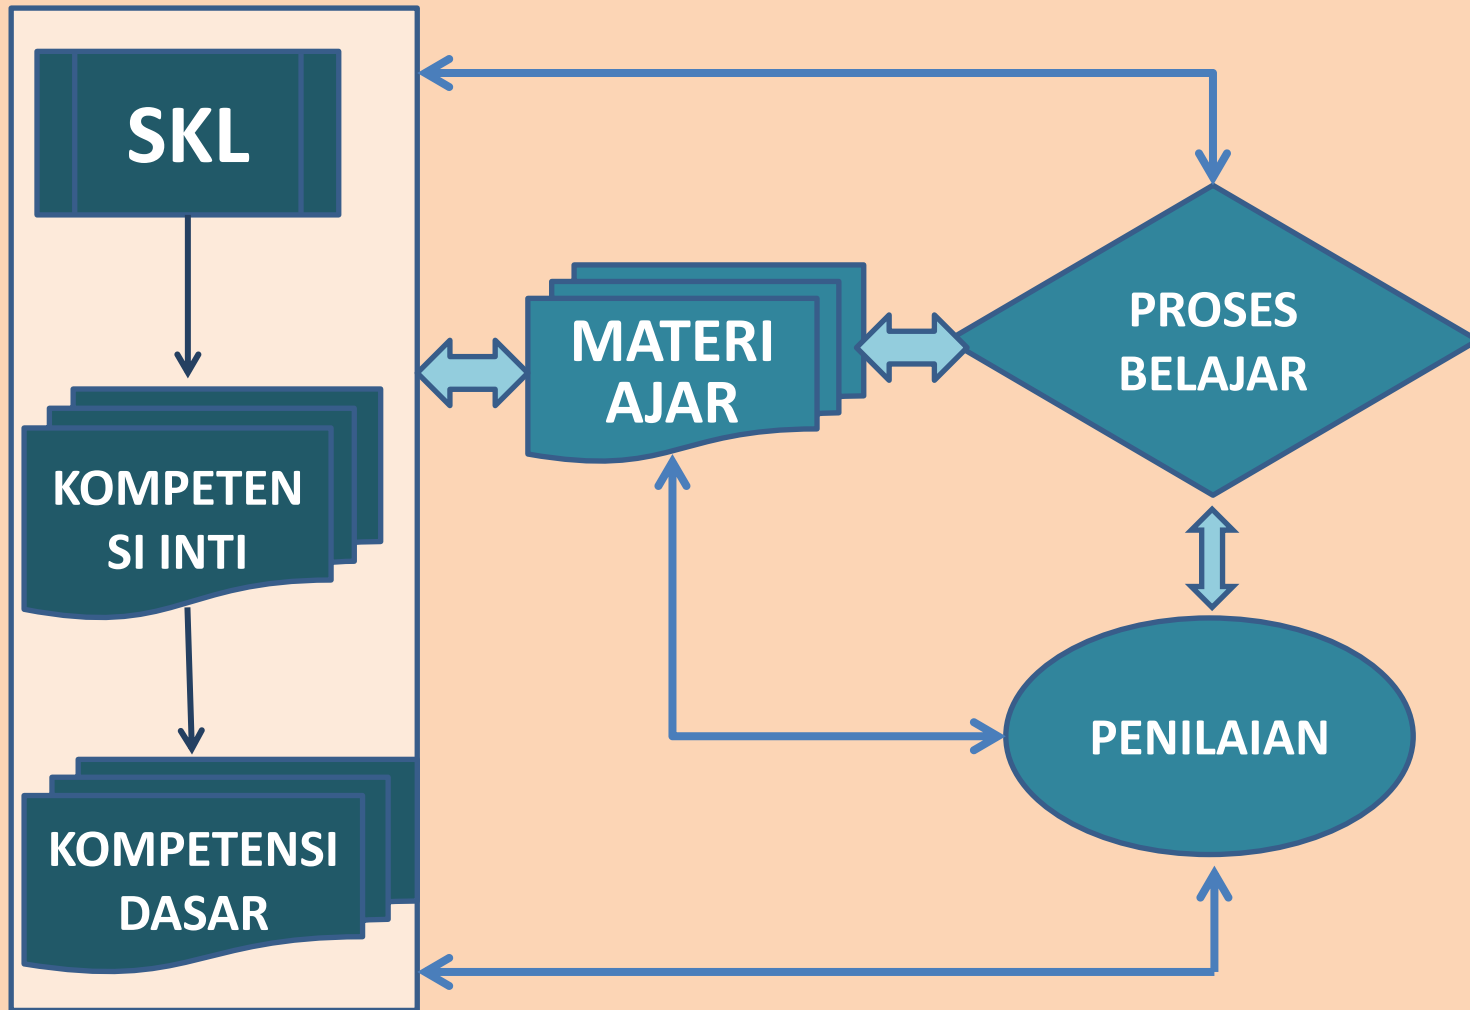 SKL
KOMPETEN
SI INTI
KOMPETENSI
DASAR
MATERI
AJAR
PROSES
BELAJAR
PENILAIAN